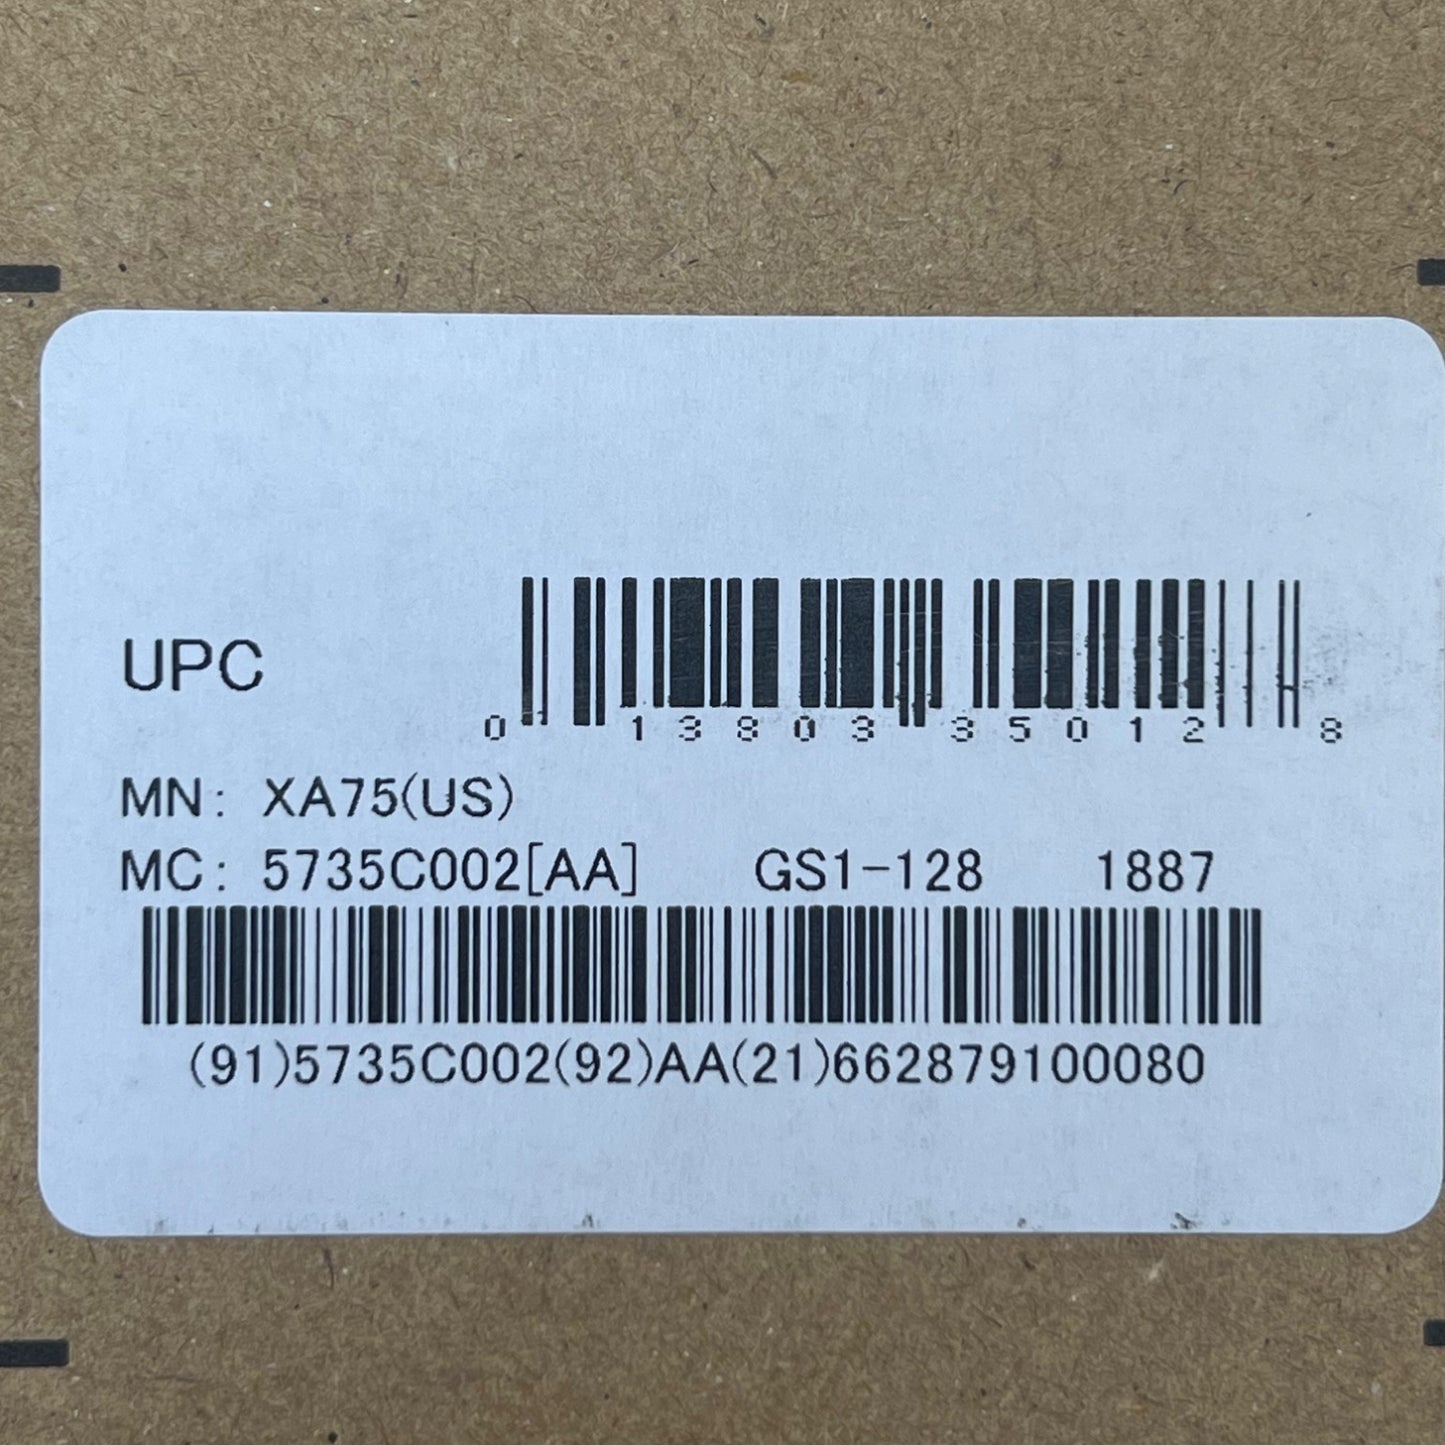 UPC
0 13803 35012 8
MN: XA75(US)
MC: 5735C002[AA] GS1-128 1887
(91)5735C002(92)AA(21)662879100080